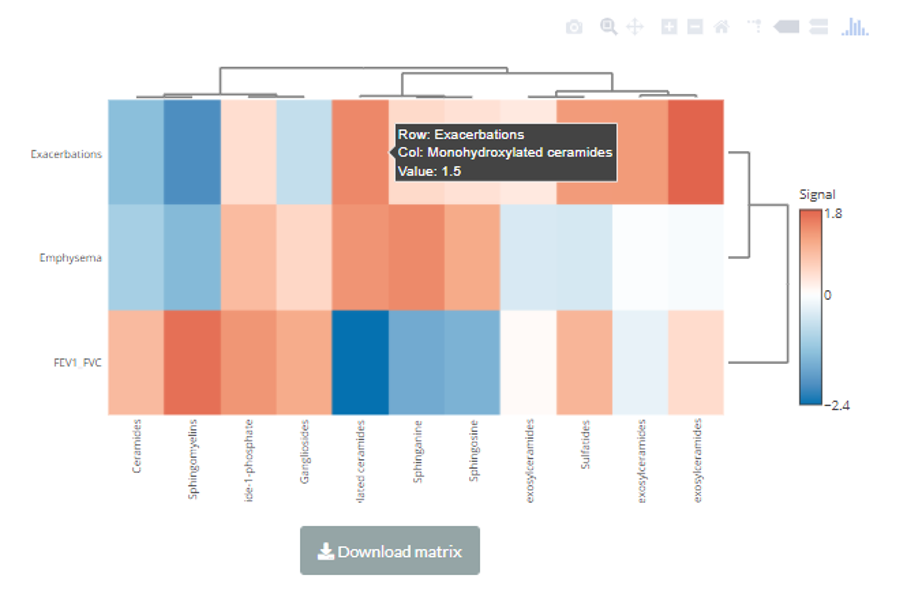 Exacerbations
Row: Exacerbations
Col: Monohydroxylated ceramides
Value: 1.5
Signal
1.8
0
−2.4
Emphysema
FEV1_FVC
Ceramides
Sphingomyelins
ide-1-phosphate
Gangliosides
lated ceramides
Sphinganine
Sphingosine
exosylceramides
Sulfatides
exosylceramides
exosylceramides
Download matrix